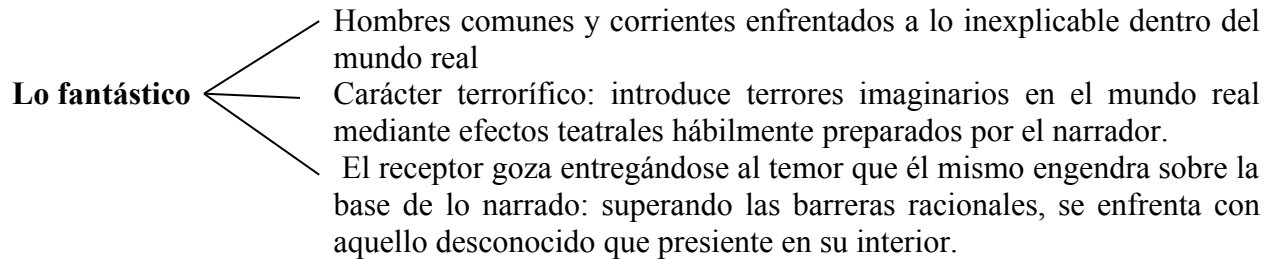 Hombres comunes y corrientes enfrentados a lo inexplicable dentro del
mundo real
Lo fantástico
Carácter terrorífico: introduce terrores imaginarios en el mundo real
mediante efectos teatrales hábilmente preparados por el narrador.
El receptor goza entregándose al temor que él mismo engendra sobre la
base de lo narrado: superando las barreras racionales, se enfrenta con
aquello desconocido que presiente en su interior.